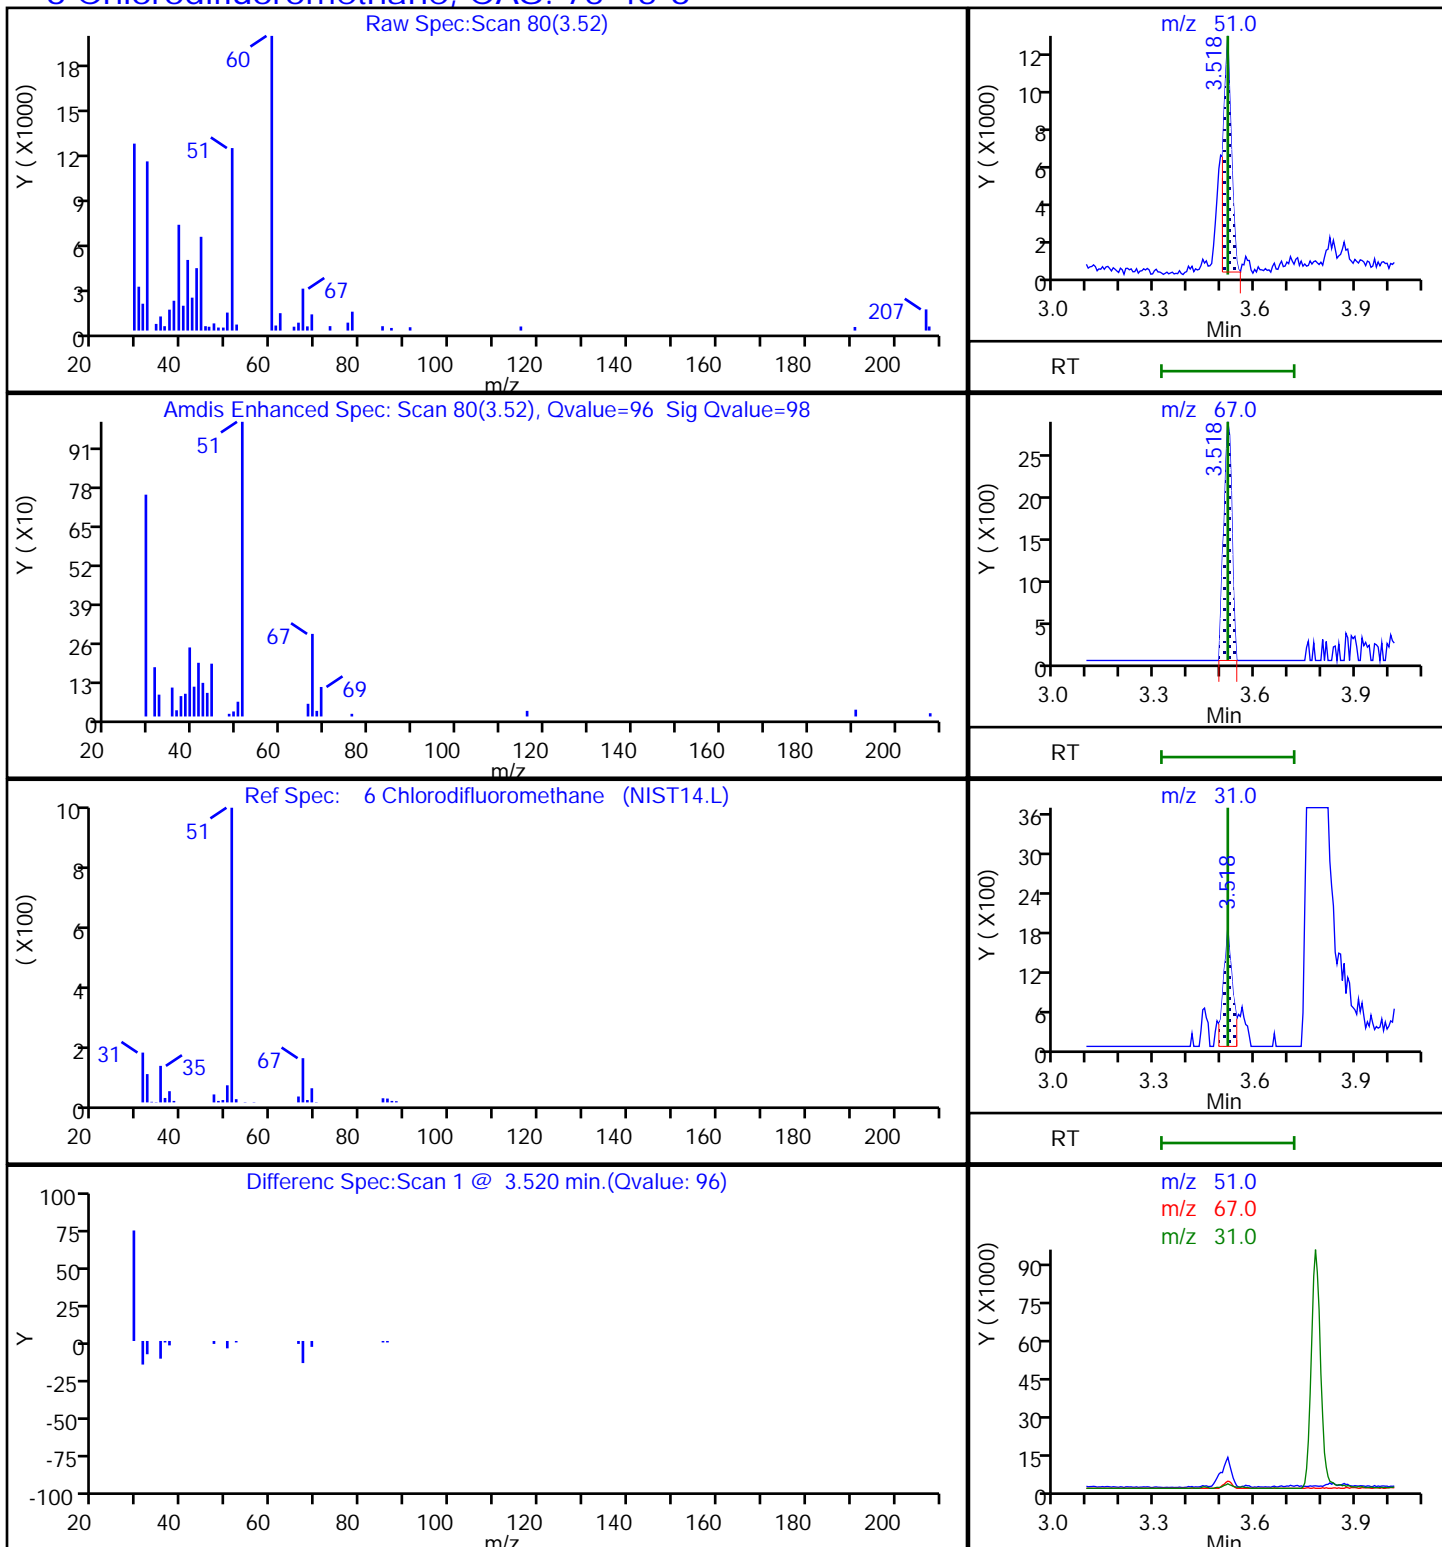 Raw Spec:Scan 80(3.52)
Y ( X1000)
18
15
12
9
6
3
0
60
51
67
207
20 40 60 80 100 120 140 160 180 200
m/z
m/z 51.0
Y ( X1000)
12
10
8
6
4
2
0
3.518
3.0 3.3 3.6 3.9
Min
RT
Amdis Enhanced Spec: Scan 80(3.52), Qvalue=96 Sig Qvalue=98
Y ( X10)
91
78
65
52
39
26
13
0
51
67
69
20 40 60 80 100 120 140 160 180 200
m/z
m/z 67.0
Y ( X100)
25
20
15
10
5
0
3.518
3.0 3.3 3.6 3.9
Min
RT
Ref Spec: 6 Chlorodifluoromethane (NIST14.L)
( X100)
10
8
6
4
2
0
51
31
35
67
20 40 60 80 100 120 140 160 180 200
m/z 31.0
Y ( X100)
36
30
24
18
12
6
0
3.518
3.0 3.3 3.6 3.9
Min
RT
Differenc Spec:Scan 1 @ 3.520 min.(Qvalue: 96)
Y
100
75
50
25
0
-25
-50
-75
-100
20 40 60 80 100 120 140 160 180 200
m/z
m/z 51.0
m/z 67.0
m/z 31.0
Y ( X1000)
90
75
60
45
30
15
0
3.0 3.3 3.6 3.9
Min